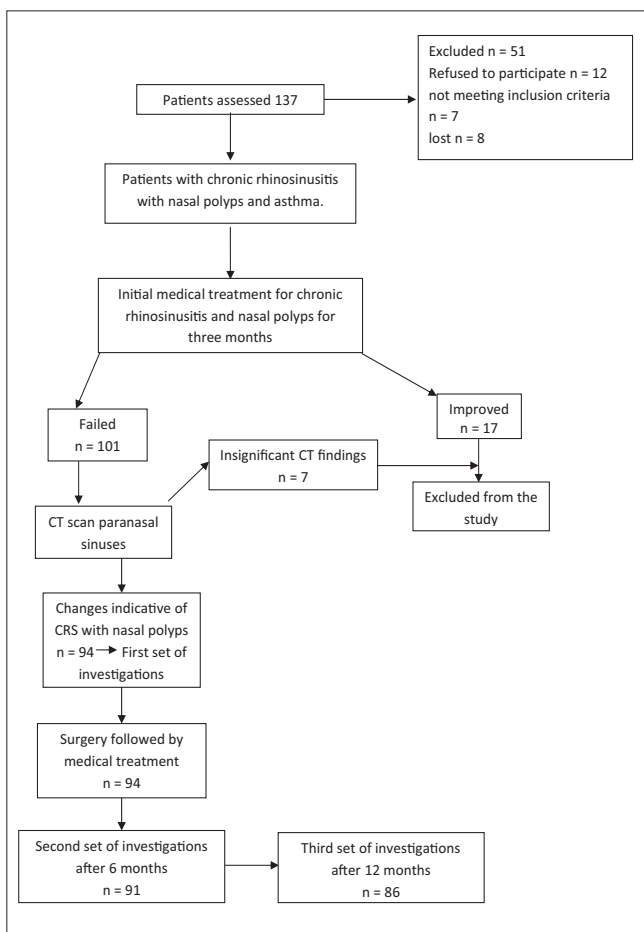 Excluded n = 51
Refused to participate n = 12
not meeting inclusion criteria
n = 7
lost n = 8
Patients assessed 137
Patients with chronic rhinosinusitis
with nasal polyps and asthma.
Initial medical treatment for chronic
rhinosinusitis and nasal polyps for
three months
Failed
n = 101
Improved
n = 17
Insignificant CT findings
n = 7
Excluded from the
study
CT scan paranasal
sinuses
Changes indicative of
CRS with nasal polyps
n = 94 → First set of
investigations
Surgery followed by
medical treatment
n = 94
Second set of investigations
after 6 months
n = 91
Third set of investigations
after 12 months
n = 86